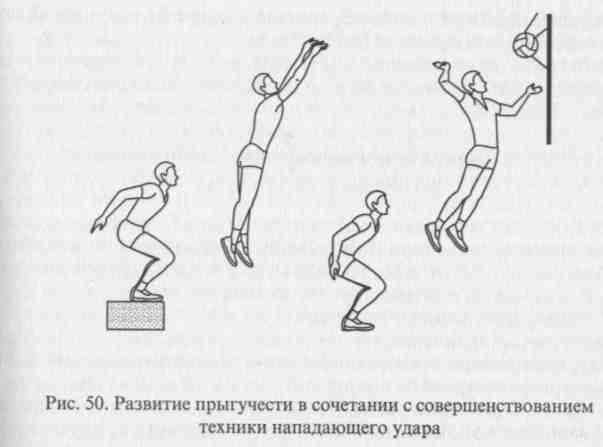 Рис. 50. Развитие прыгучести в сочетании с совершенствованием
техники нападающего удара